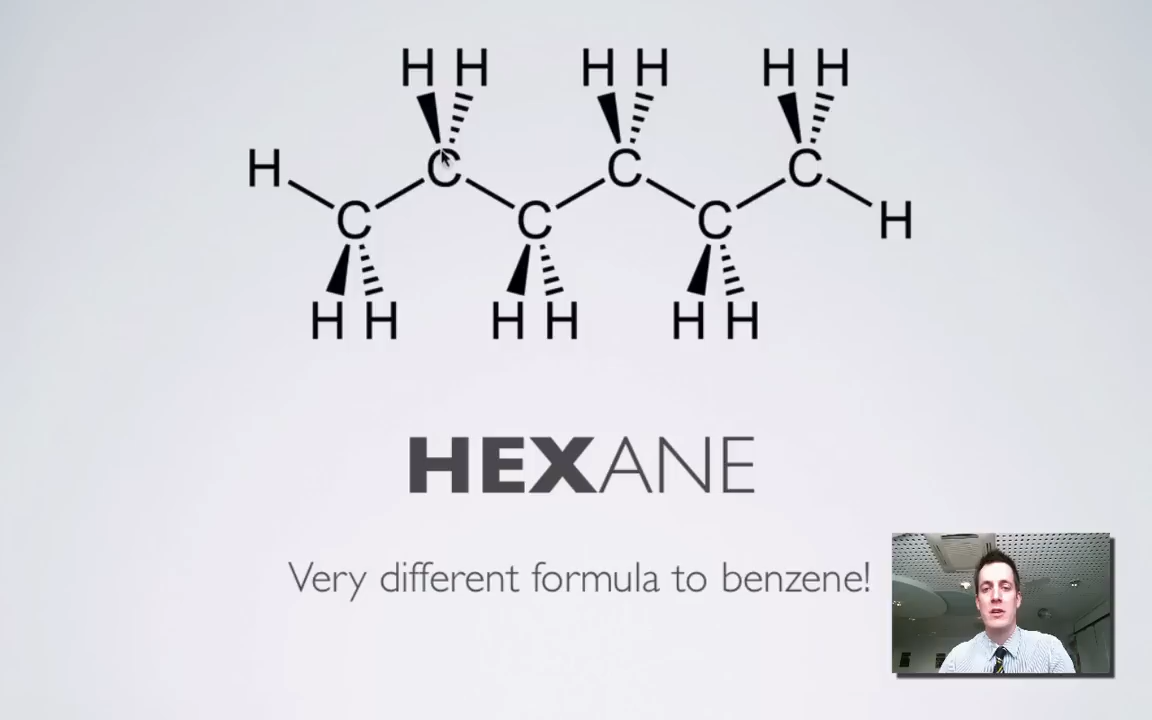 H H H H H H
H C C C
C C C H
H H H H H H
HEXANE
Very different formula to benzene!